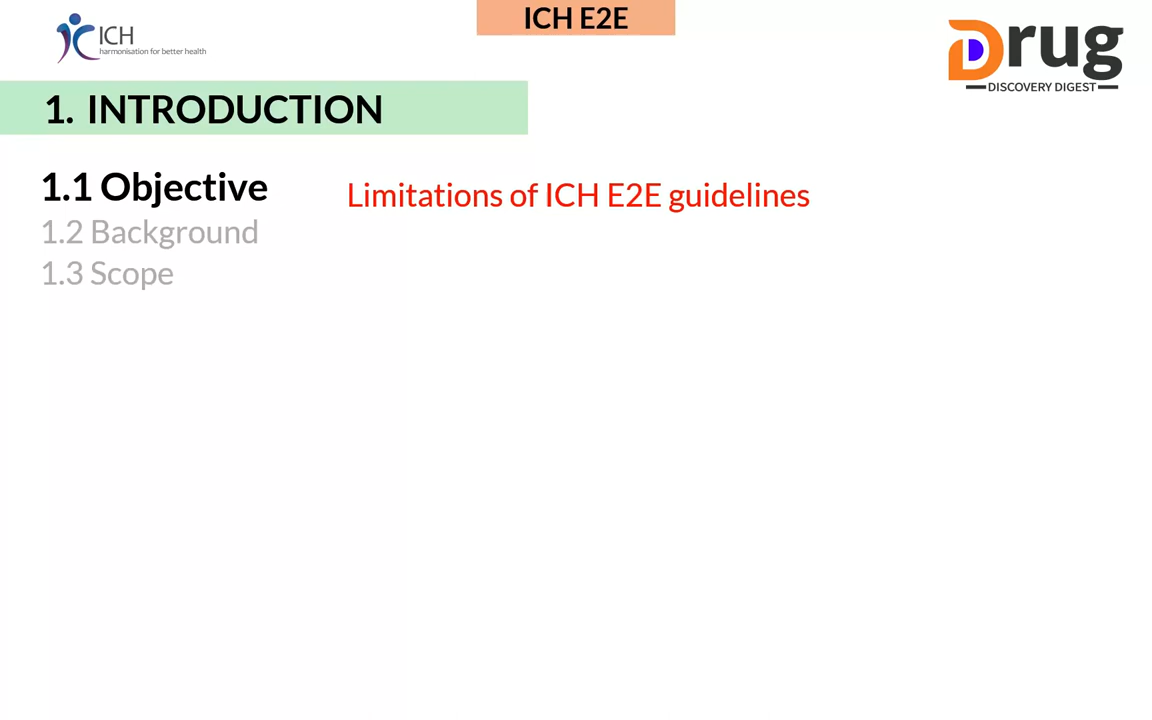 ICH E2E
ICH
harmonisation for better health
Drug
DISCOVERY DIGEST
1. INTRODUCTION
1.1 Objective
Limitations of ICH E2E guidelines
1.2 Background
1.3 Scope